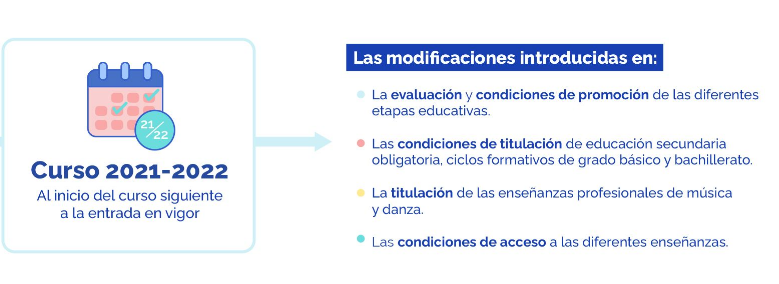 21/22
Curso 2021-2022
Al inicio del curso siguiente
a la entrada en vigor
Las modificaciones introducidas en:
La evaluación y condiciones de promoción de las diferentes
etapas educativas.
Las condiciones de titulación de educación secundaria
obligatoria, ciclos formativos de grado básico y bachillerato.
La titulación de las enseñanzas profesionales de música
y danza.
Las condiciones de acceso a las diferentes enseñanzas.